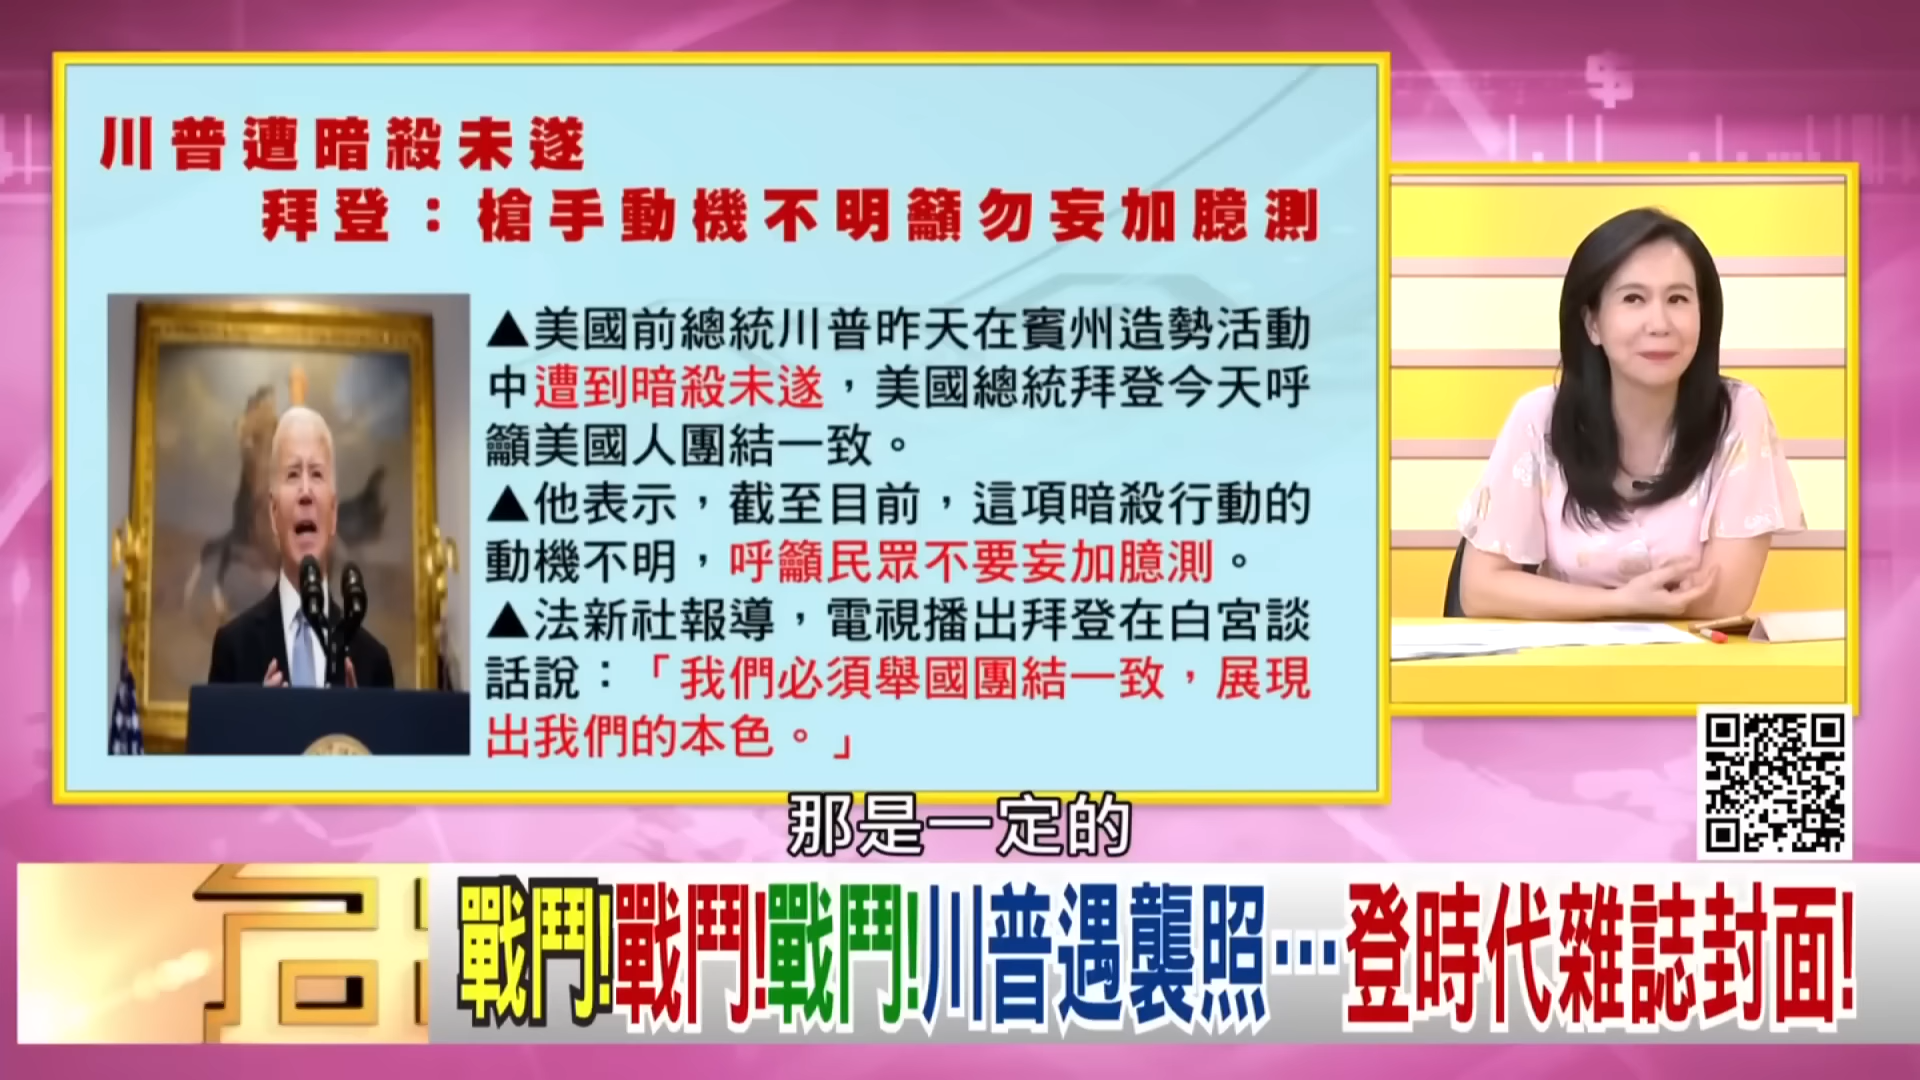 川普遭暗殺未遂
拜登：槍手動機不明籲勿妄加臆測
▲美國前總統川普昨天在賓州造勢活動
中遭到暗殺未遂，美國總統拜登今天呼
籲美國人團結一致。
▲他表示，截至目前，這項暗殺行動的
動機不明，呼籲民眾不要妄加臆測。
▲法新社報導，電視播出拜登在白宮談
話說：「我們必須舉國團結一致，展現
出我們的本色。」
那是一定的
戰鬥!戰鬥!戰鬥!川普遇襲照…登時代雜誌封面!